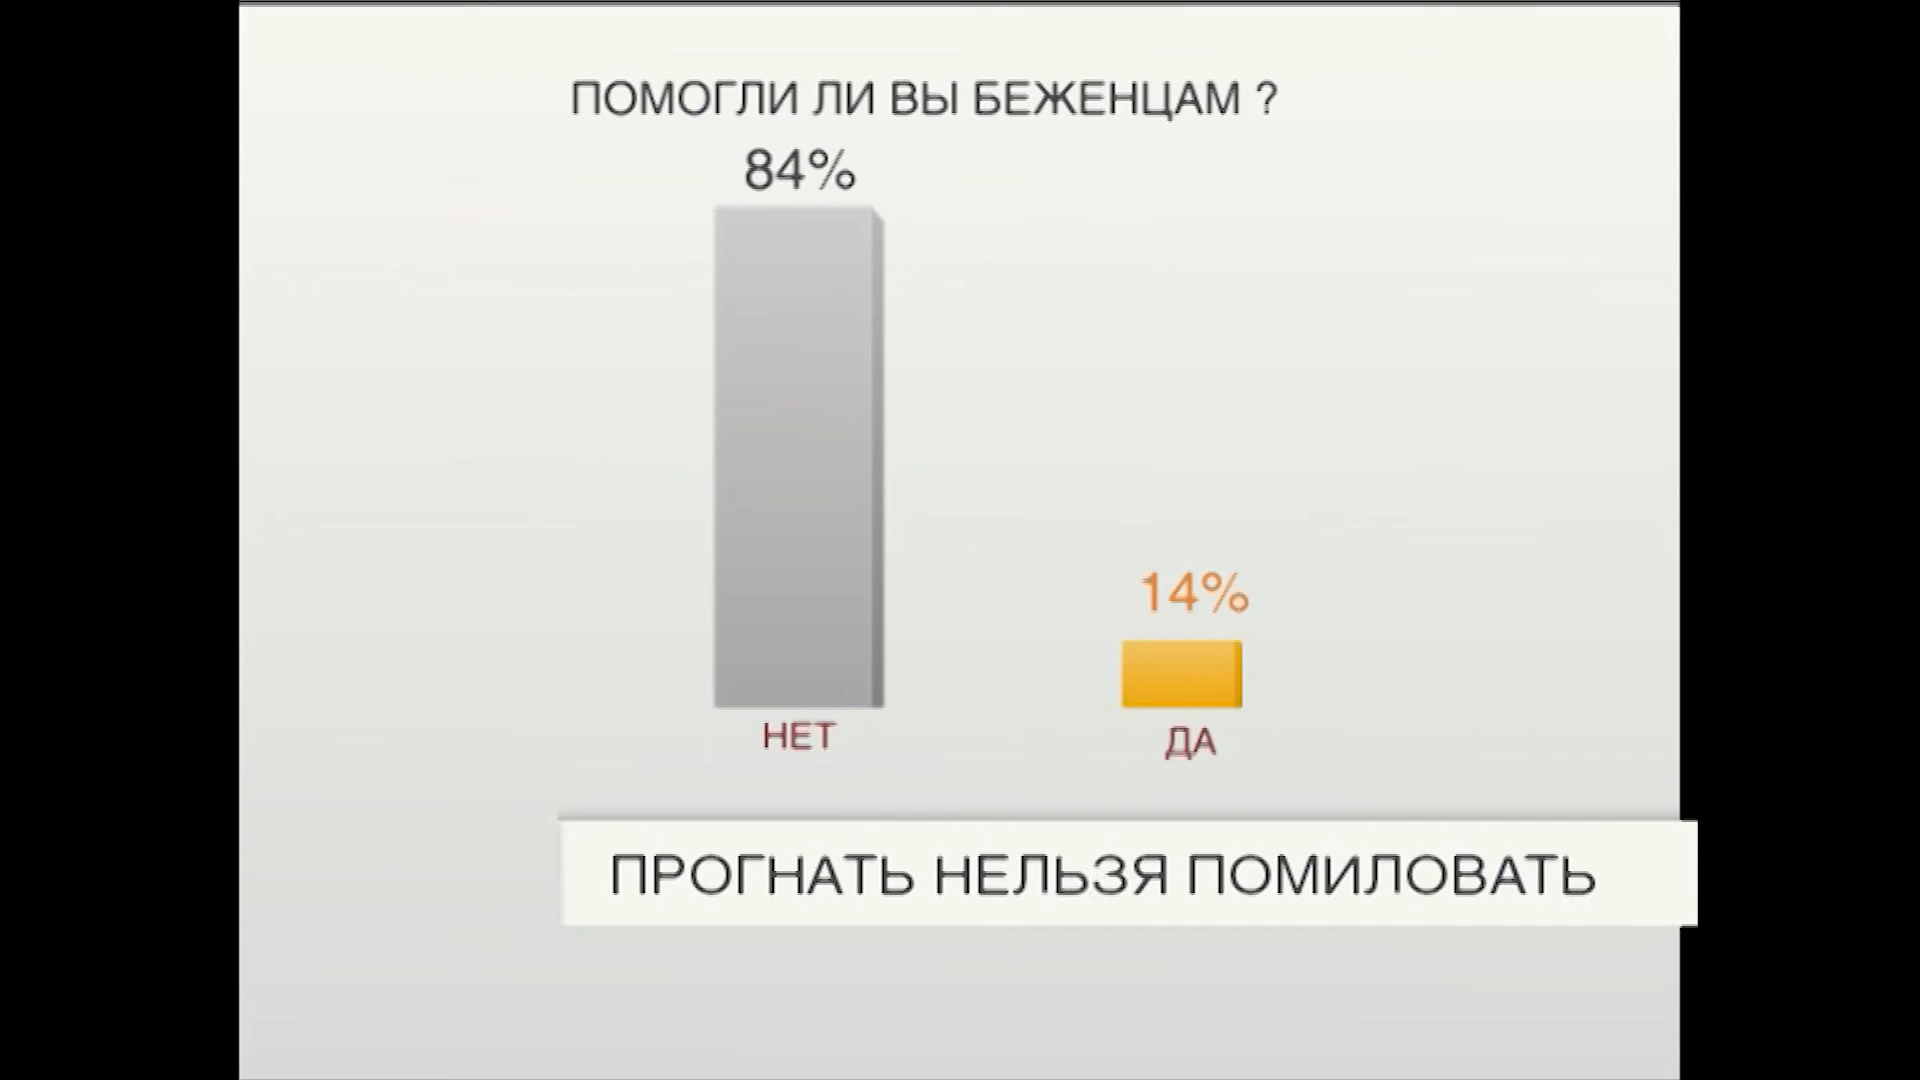 ПОМОГЛИ ЛИ ВЫ БЕЖЕНЦАМ ?
84%
14%
НЕТ
ДА
ПРОГНАТЬ НЕЛЬЗЯ ПОМИЛОВАТЬ